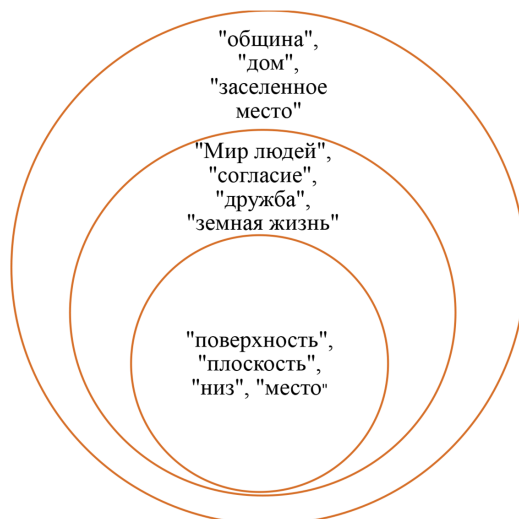 "община",
"дом",
"заселенное
место"
"Мир людей",
"согласие",
"дружба",
"земная жизнь"
"поверхность",
"плоскость",
"низ", "место"